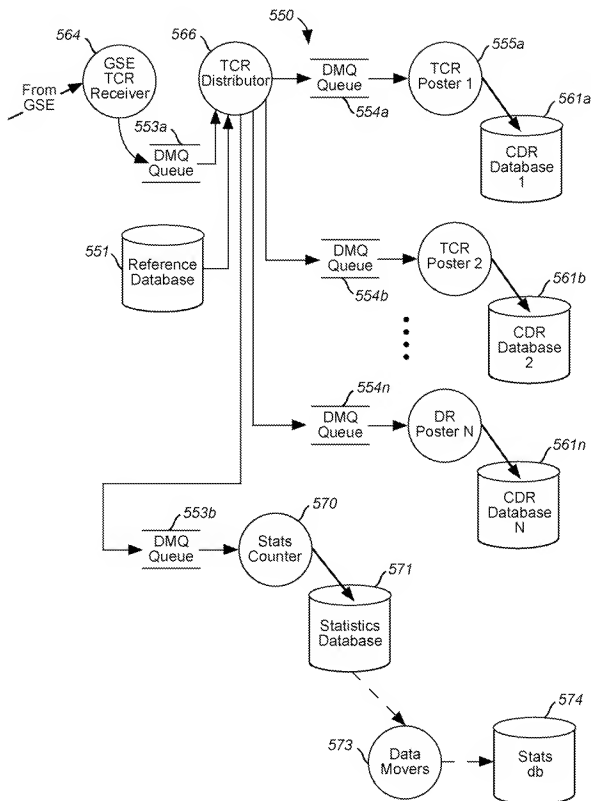 564
566
550
555a
GSE
TCR
Receiver
TCR
Distributor
DMQ
Queue
TCR
Poster 1
From
GSE
553a
554a
561a
DMQ
Queue
CDR
Database
1
551
Reference
Database
DMQ
Queue
TCR
Poster 2
554b
561b
CDR
Database
2
554n
DMQ
Queue
DR
Poster N
561n
CDR
Database
N
553b
570
DMQ
Queue
Stats
Counter
571
Statistics
Database
574
573
Data
Movers
Stats
db